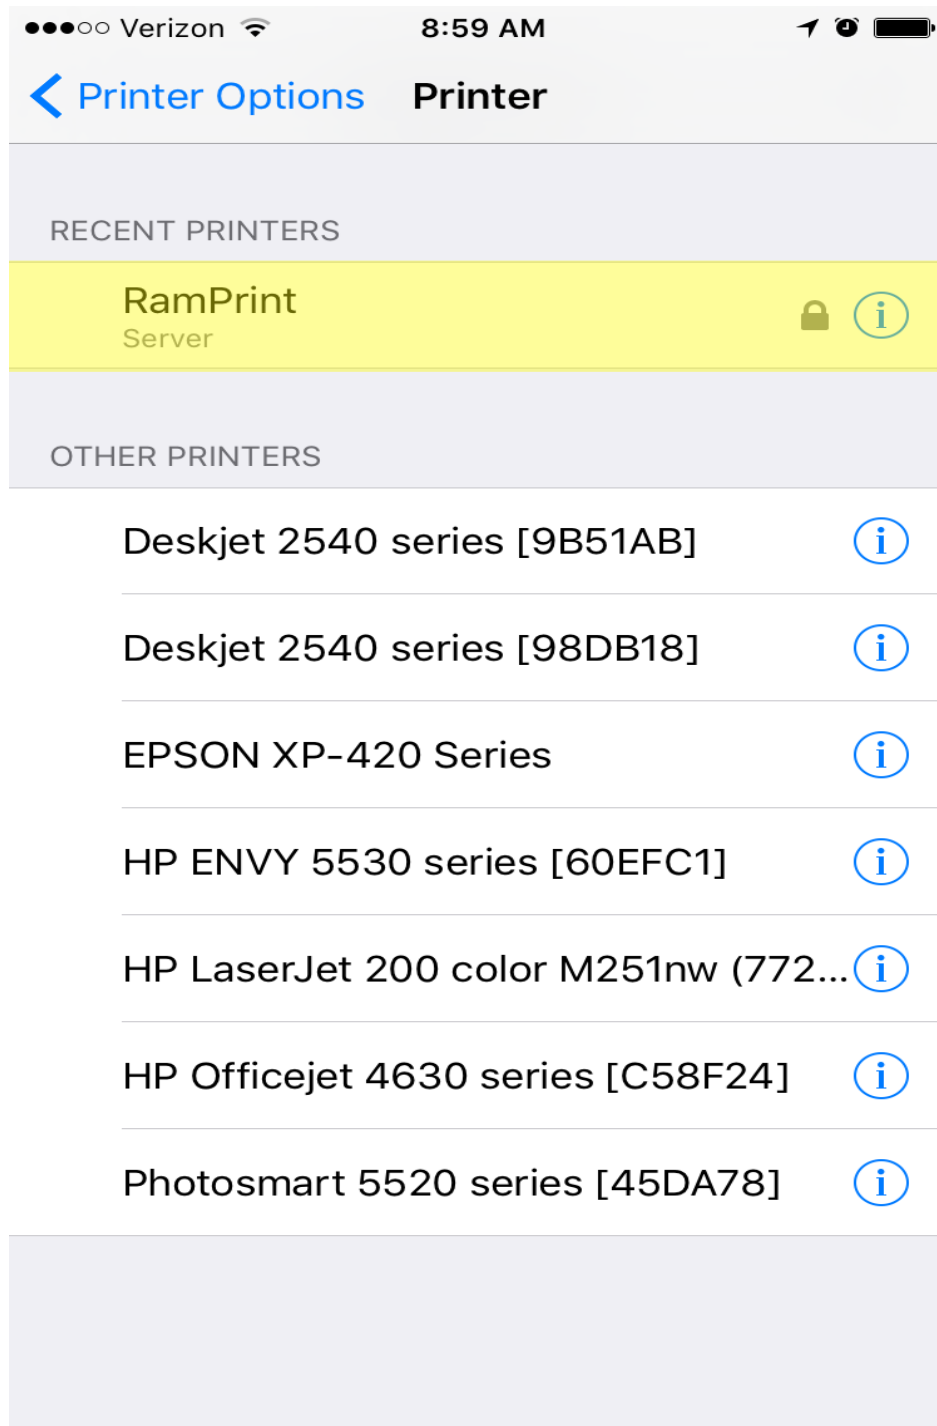 Verizon 8:59 AM
Printer Options Printer
RECENT PRINTERS
RamPrint
Server
OTHER PRINTERS
Deskjet 2540 series [9B51AB]
Deskjet 2540 series [98DB18]
EPSON XP-420 Series
HP ENVY 5530 series [60EFC1]
HP LaserJet 200 color M251nw (772...
HP Officejet 4630 series [C58F24]
Photosmart 5520 series [45DA78]